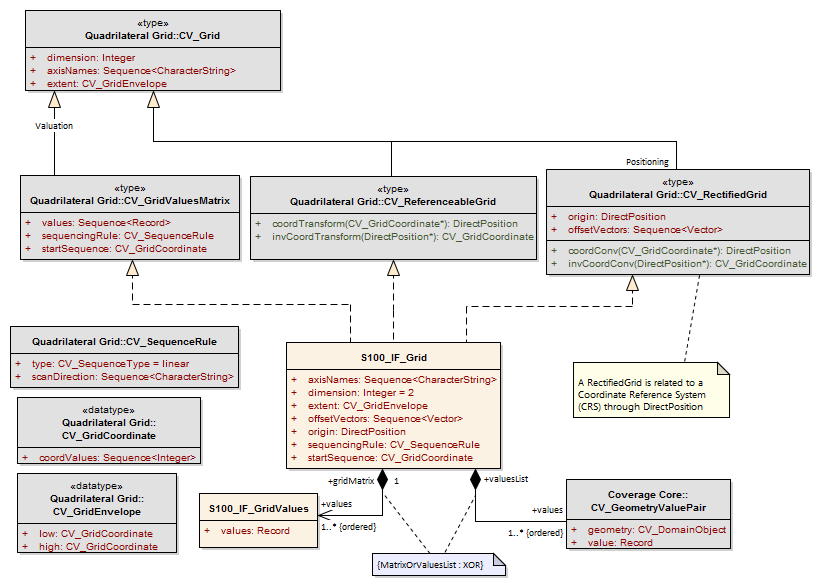 «type»
Quadrilateral Grid::CV_Grid
+ dimension: Integer
+ axisNames: Sequence<CharacterString>
+ extent: CV_GridEnvelope
Valuation
Positioning
«type»
Quadrilateral Grid::CV_GridValuesMatrix
+ values: Sequence<Record>
+ sequencingRule: CV_SequenceRule
+ startSequence: CV_GridCoordinate
«type»
Quadrilateral Grid::CV_ReferenceableGrid
+ coordTransform(CV_GridCoordinate*): DirectPosition
+ invCoordTransform(DirectPosition*): CV_GridCoordinate
«type»
Quadrilateral Grid::CV_RectifiedGrid
+ origin: DirectPosition
+ offsetVectors: Sequence<Vector>
+ coordConv(CV_GridCoordinate*): DirectPosition
+ invCoordConv(DirectPosition*): CV_GridCoordinate
Quadrilateral Grid::CV_SequenceRule
+ type: CV_SequenceType = linear
+ scanDirection: Sequence<CharacterString>
S100_IF_Grid
+ axisNames: Sequence<CharacterString>
+ dimension: Integer = 2
+ extent: CV_GridEnvelope
+ offsetVectors: Sequence<Vector>
+ origin: DirectPosition
+ sequencingRule: CV_SequenceRule
+ startSequence: CV_GridCoordinate
A RectifiedGrid is related to a
Coordinate Reference System
(CRS) through DirectPosition
«datatype»
Quadrilateral Grid::
CV_GridCoordinate
+ coordValues: Sequence<Integer>
«datatype»
Quadrilateral Grid::
CV_GridEnvelope
+ low: CV_GridCoordinate
+ high: CV_GridCoordinate
+gridMatrix
1
+valuesList
+values
1..* {ordered}
+values
1..* {ordered}
S100_IF_GridValues
+ values: Record
Coverage Core::
CV_GeometryValuePair
+ geometry: CV_DomainObject
+ value: Record
{MatrixOrValuesList : XOR}